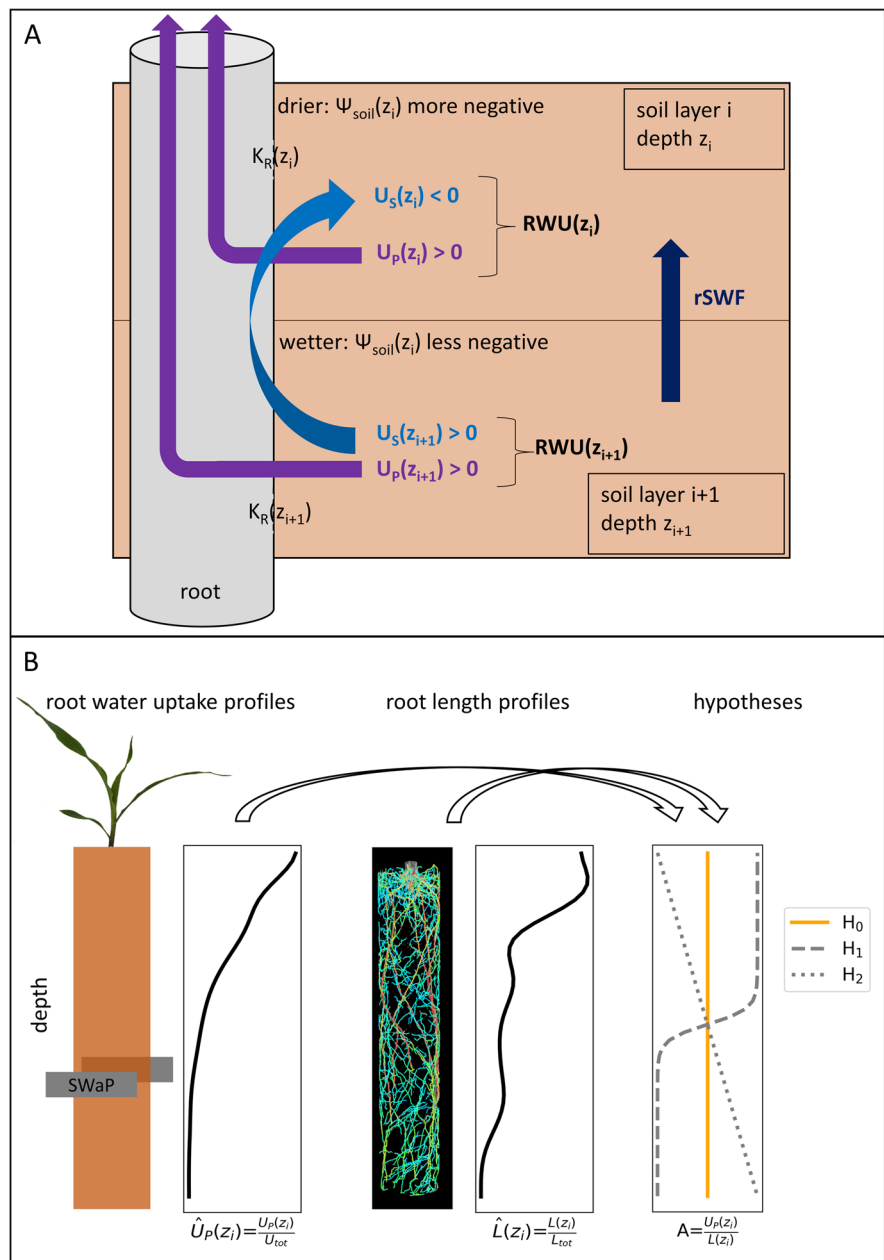 A
drier: Ψsoil(zi) more negative
soil layer i
depth zi
KR(zi)
US(zi) < 0
RWU(zi)
UP(zi) > 0
rSWF
wetter: Ψsoil(zi) less negative
US(zi+1) > 0
RWU(zi+1)
UP(zi+1) > 0
soil layer i+1
depth zi+1
KR(zi+1)
root
B
root water uptake profiles
root length profiles
hypotheses
H0
H1
H2
depth
SWaP
ÛP(zi)=UP(zi)/Utot
L̂(zi)=L(zi)/Ltot
A=UP(zi)/L(zi)